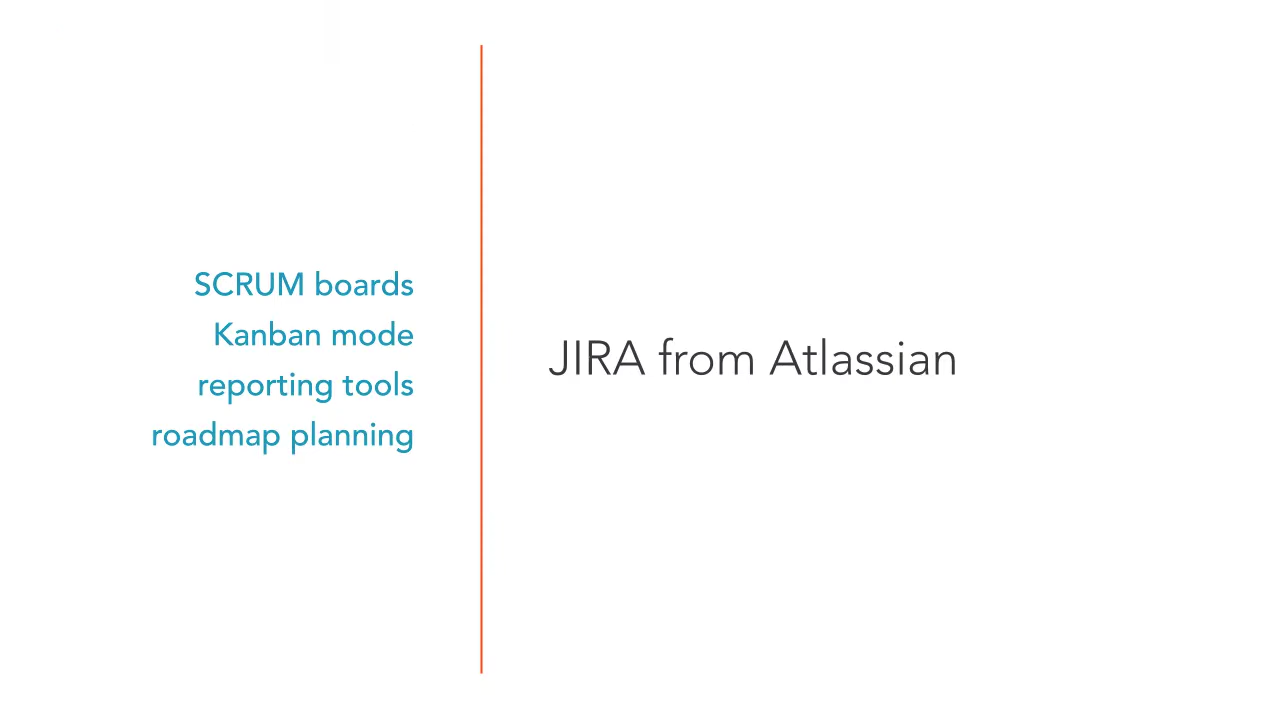 SCRUM boards
Kanban mode
reporting tools
roadmap planning
JIRA from Atlassian